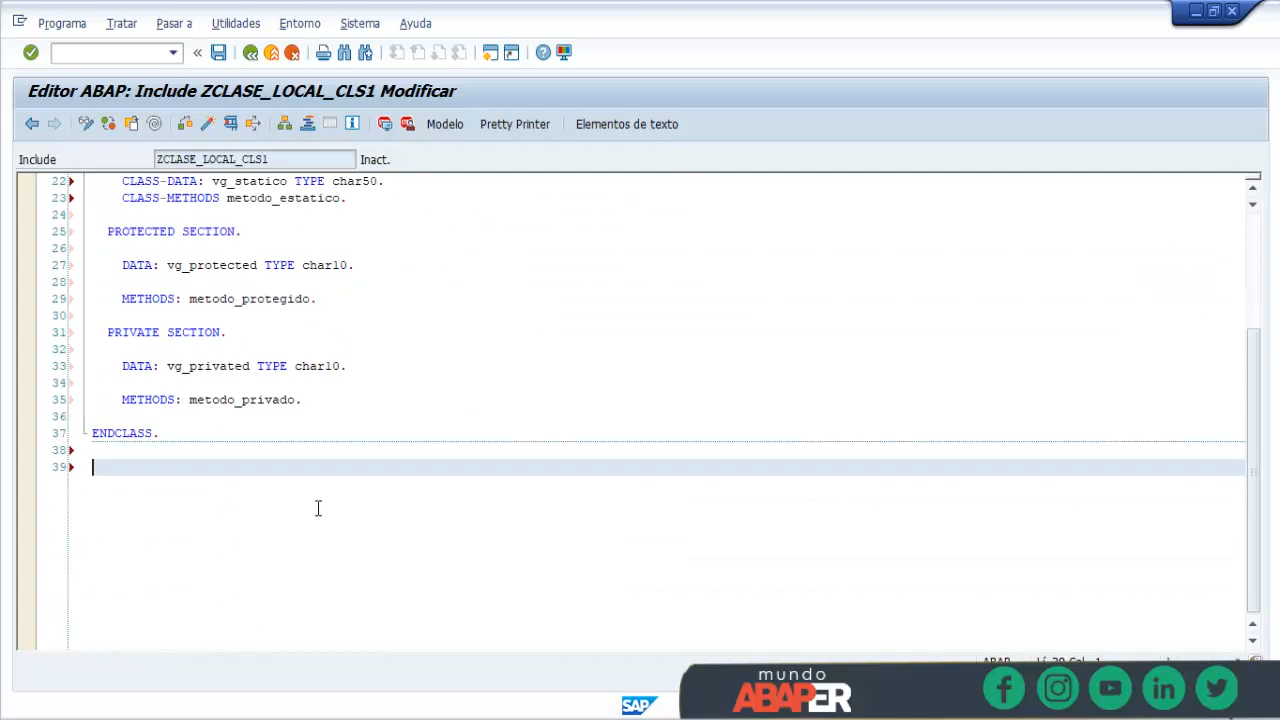 Programa Tratar Pasar a Utilidades Entorno Sistema Ayuda
Editor ABAP: Include ZCLASE_LOCAL_CLS1 Modificar
Modelo Pretty Printer Elementos de texto
Include ZCLASE_LOCAL_CLS1 Inact.
22 CLASS-DATA: vg_statico TYPE char50.
23 CLASS-METHODS metodo_estatico.
24
25 PROTECTED SECTION.
26
27 DATA: vg_protected TYPE char10.
28
29 METHODS: metodo_protegido.
30
31 PRIVATE SECTION.
32
33 DATA: vg_privated TYPE char10.
34
35 METHODS: metodo_privado.
36
37 ENDCLASS.
38
39
mundo
ABAPER
SAP